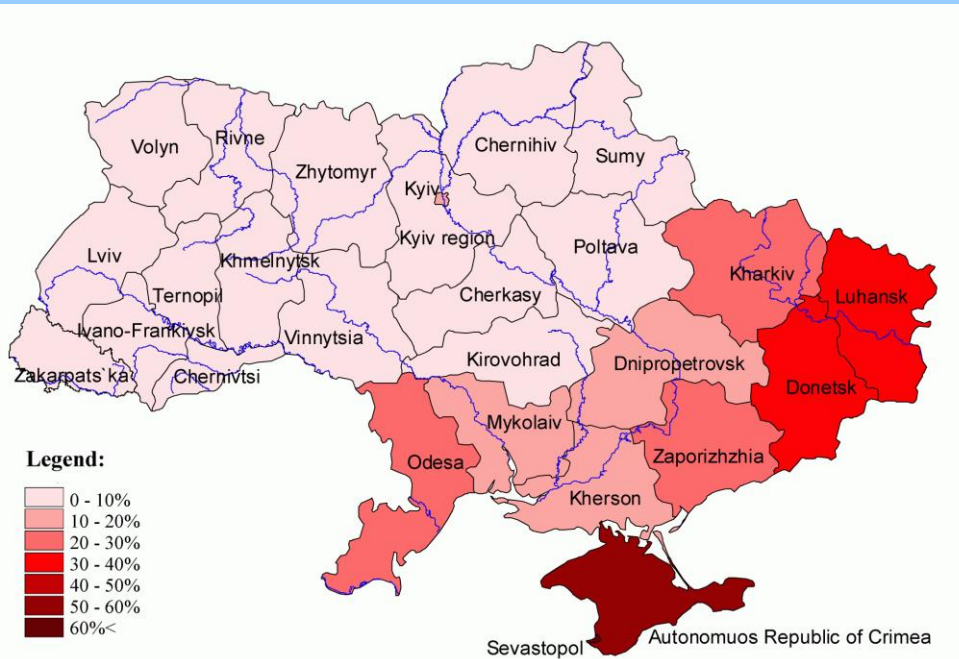 Volyn
Rivne
Zhytomyr
Chernihiv
Sumy
Kyiv
Kyiv region
Poltava
Lviv
Khmelnytsk
Ternopil
Cherkasy
Kharkiv
Luhansk
Ivano-Frankivsk
Vinnytsia
Kirovohrad
Dnipropetrovsk
Zakarpats`ka
Chernivtsi
Donetsk
Mykolaiv
Odesa
Zaporizhzhia
Kherson
Legend:
0 - 10%
10 - 20%
20 - 30%
30 - 40%
40 - 50%
50 - 60%
60%<
Sevastopol
Autonomuos Republic of Crimea